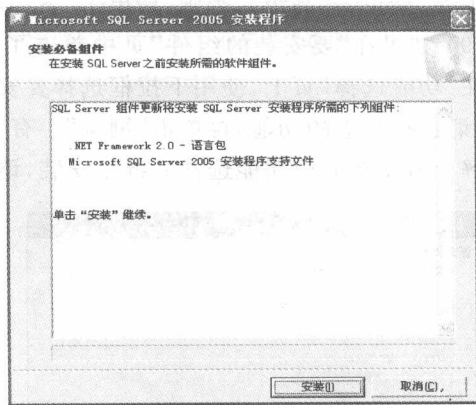 Microsoft SQL Server 2005 安装程序
安装必备组件
在安装 SQL Server 之前安装所需的软件组件。
SQL Server 组件更新将安装 SQL Server 安装程序所需的下列组件:
.NET Framework 2.0 - 语言包
Microsoft SQL Server 2005 安装程序支持文件
单击“安装”继续。
安装(I)
取消(C)